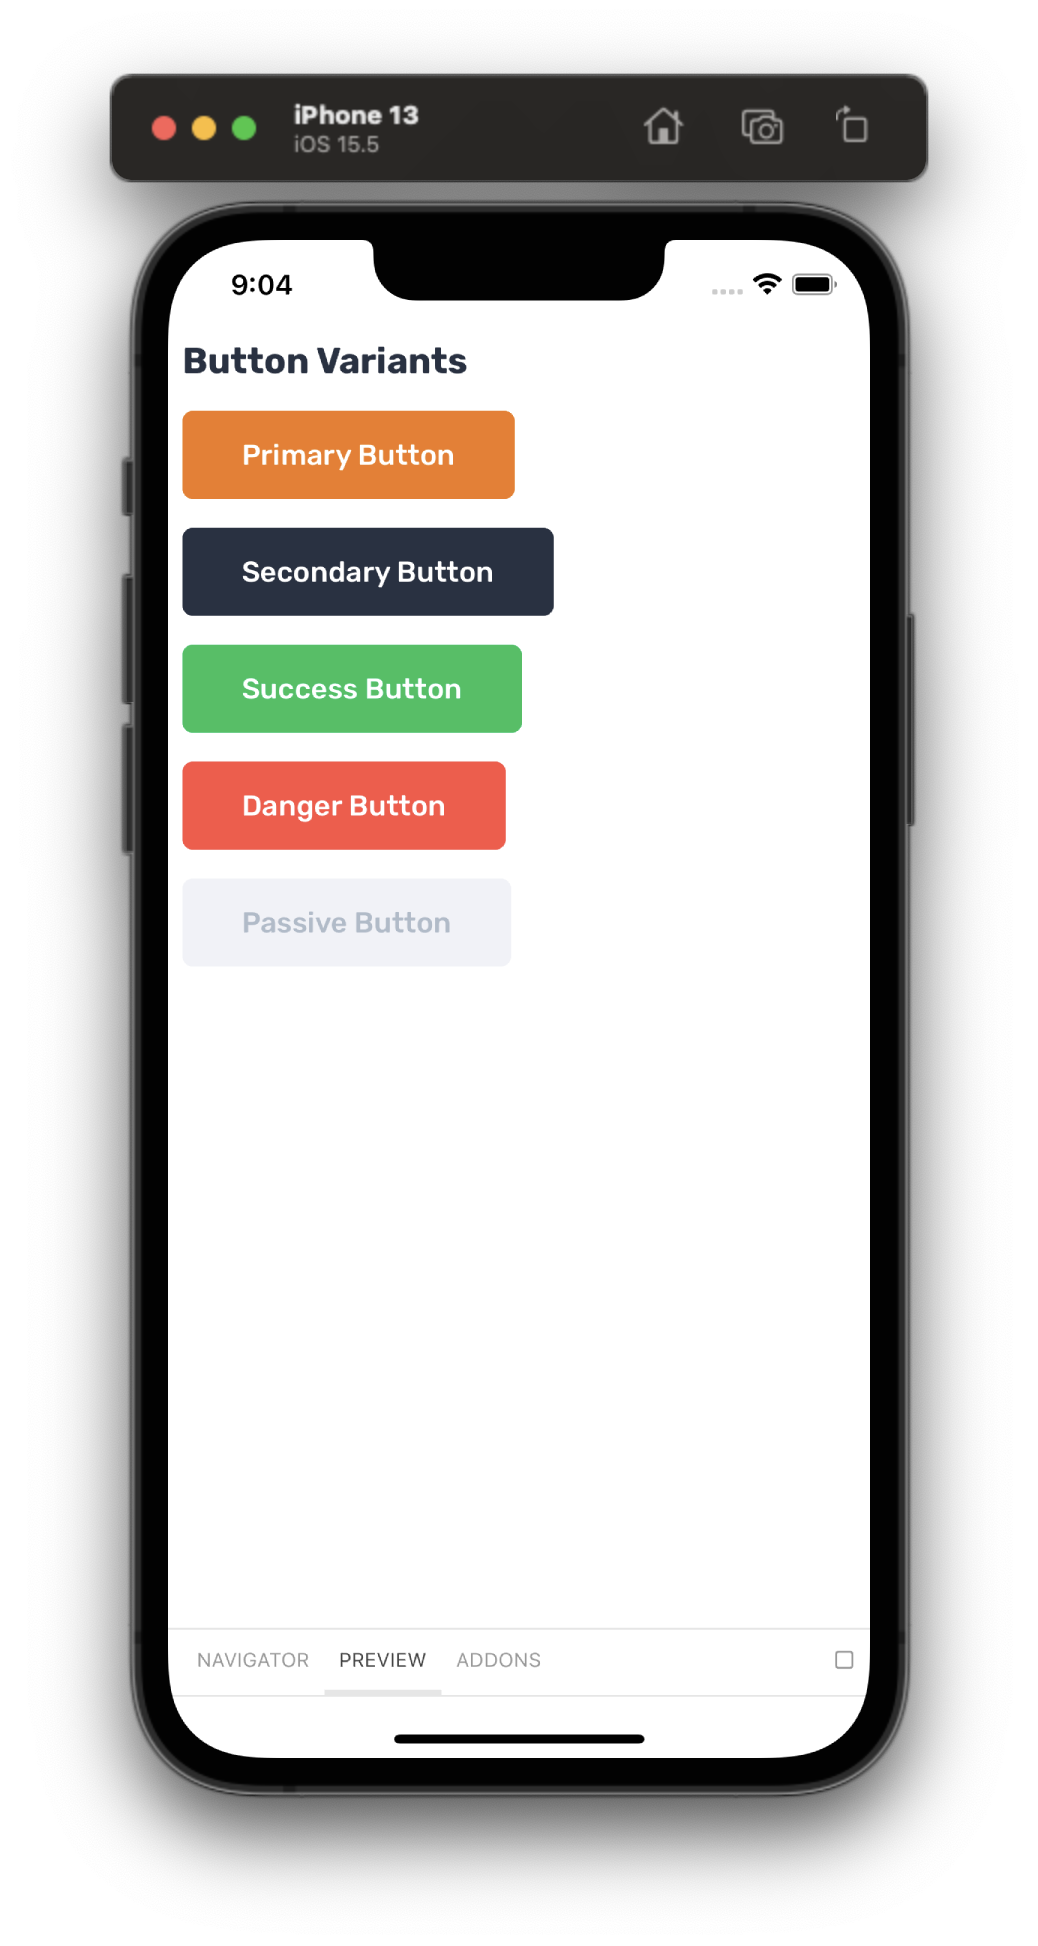 iPhone 13
iOS 15.5
9:04
Button Variants
Primary Button
Secondary Button
Success Button
Danger Button
Passive Button
NAVIGATOR PREVIEW ADDONS